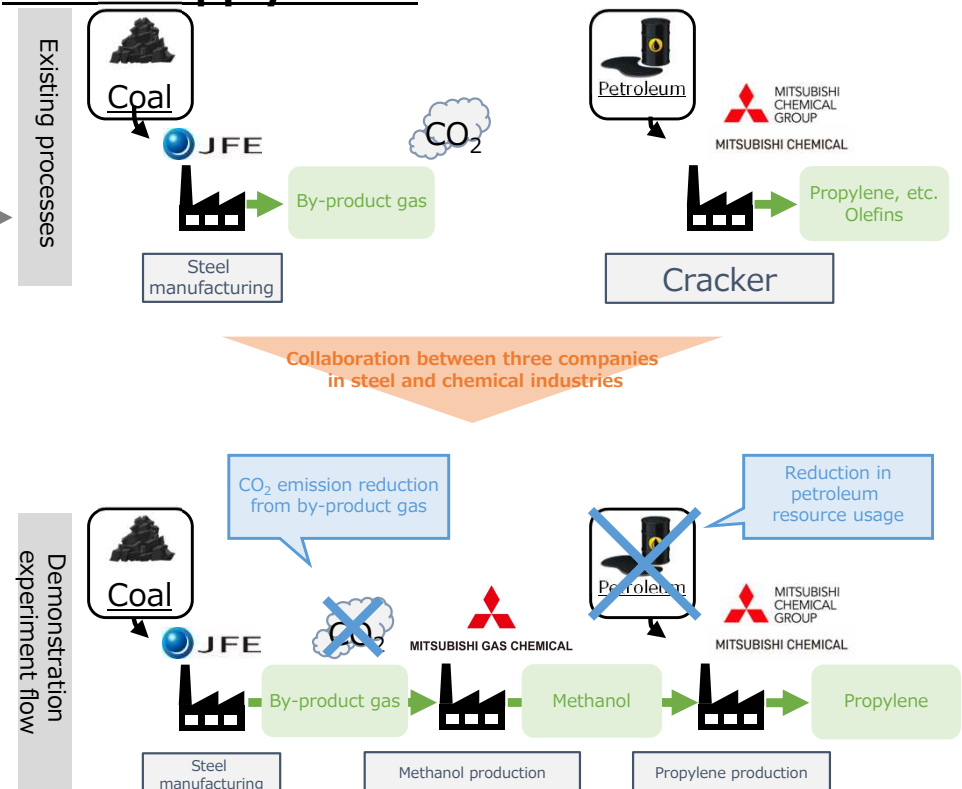 Existing processes
Coal
JFE
CO2
By-product gas
Steel
manufacturing
Petroleum
MITSUBISHI
CHEMICAL
GROUP
MITSUBISHI CHEMICAL
Propylene, etc.
Olefins
Cracker
Collaboration between three companies
in steel and chemical industries
Demonstration
experiment flow
CO2 emission reduction
from by-product gas
Reduction in
petroleum
resource usage
Coal
JFE
CO2
By-product gas
Steel
manufacturing
MITSUBISHI GAS CHEMICAL
Methanol
Methanol production
Petroleum
MITSUBISHI
CHEMICAL
GROUP
MITSUBISHI CHEMICAL
Propylene
Propylene production